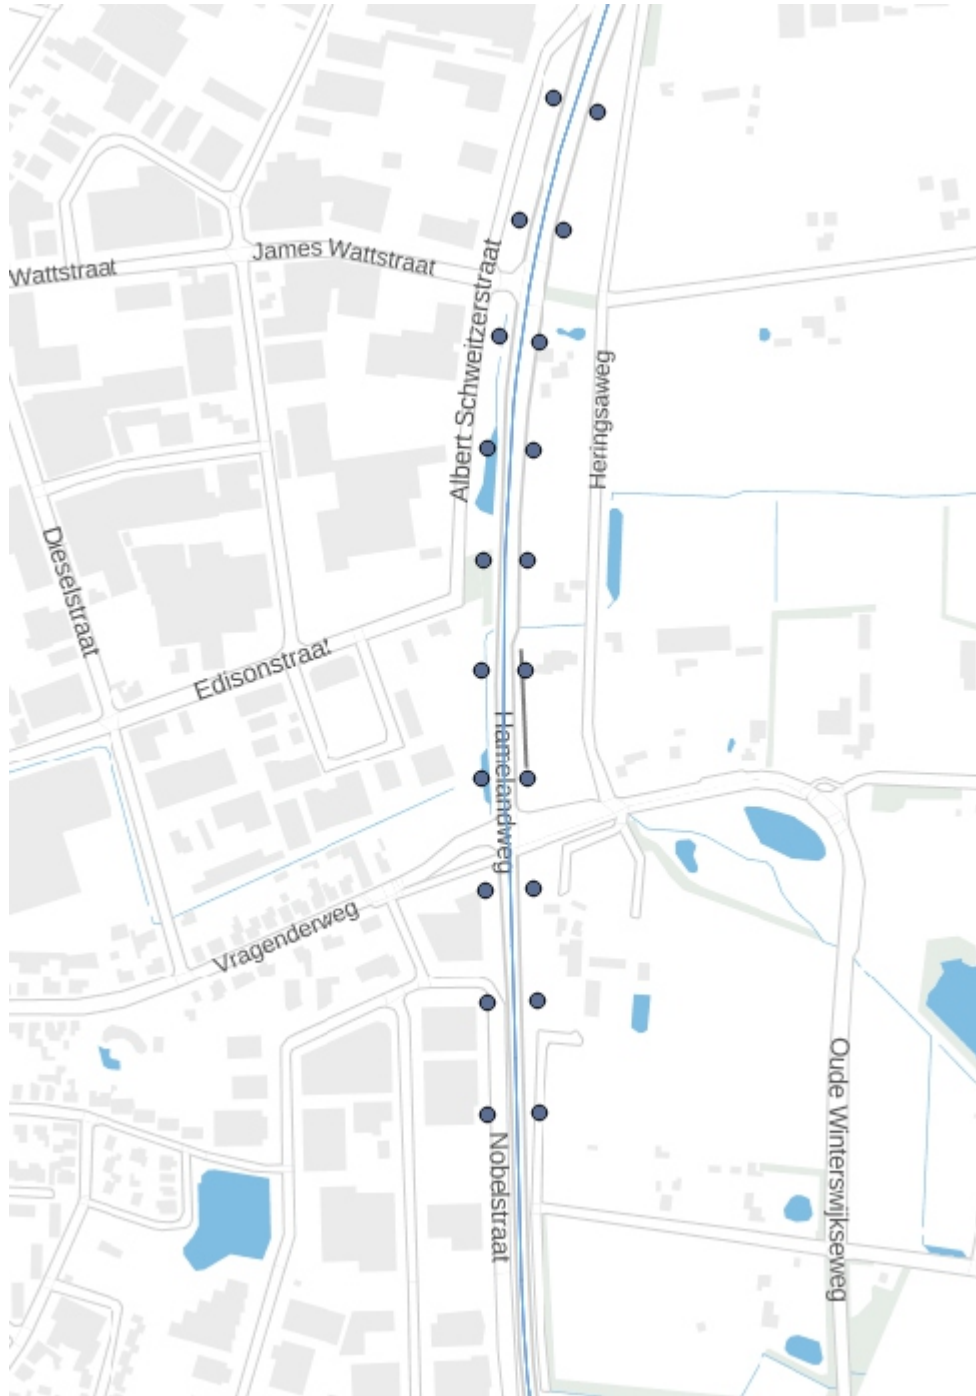 James Wattstraat
Wattstraat
Albert Schweitzerstraat
Heringsaweg
Dieselstraat
Edisonstraat
Hamelandweg
Vragenderweg
Oude Winterswijkseweg
Nobelstraat